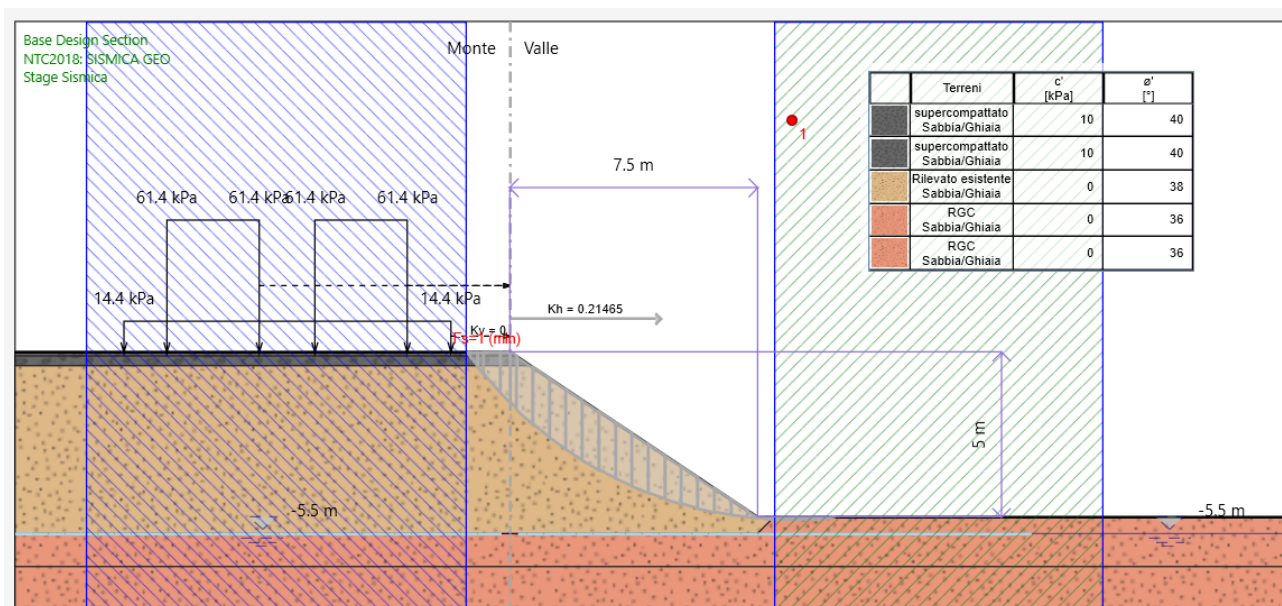 Base Design Section
NTC2018: SISMICA GEO
Stage Sismica
Monte
Valle
Terreni
c'
[kPa]
ø'
[°]
supercompattato
Sabbia/Ghiaia
10
40
supercompattato
Sabbia/Ghiaia
10
40
Rilevato esistente
Sabbia/Ghiaia
0
38
RGC
Sabbia/Ghiaia
0
36
RGC
Sabbia/Ghiaia
0
36
1
7.5 m
61.4 kPa
61.4 kPa
61.4 kPa
61.4 kPa
14.4 kPa
14.4 kPa
Kh = 0.21465
Kv = 0
Fs=1 (min)
5 m
-5.5 m
-5.5 m